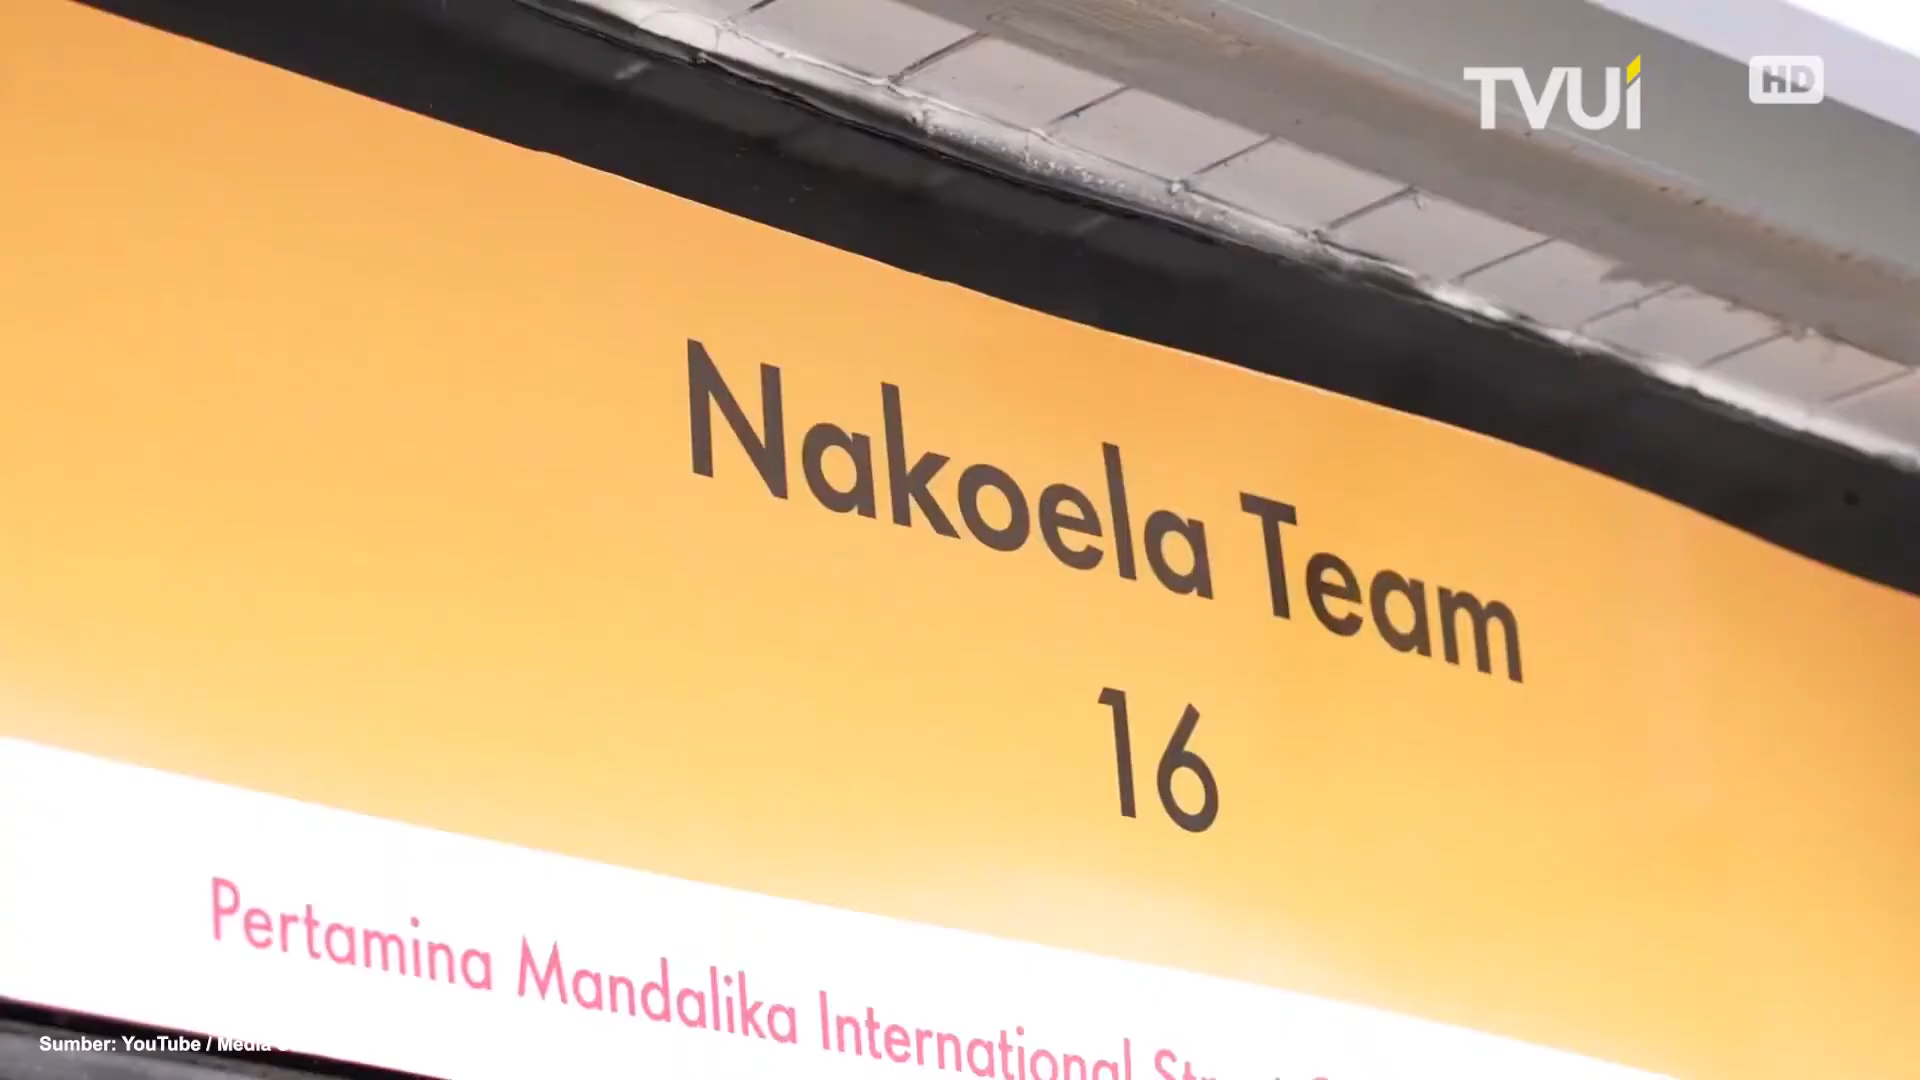 TVUI
HD
Nakoela Team
16
Pertamina Mandalika International
Sumber: YouTube / Media